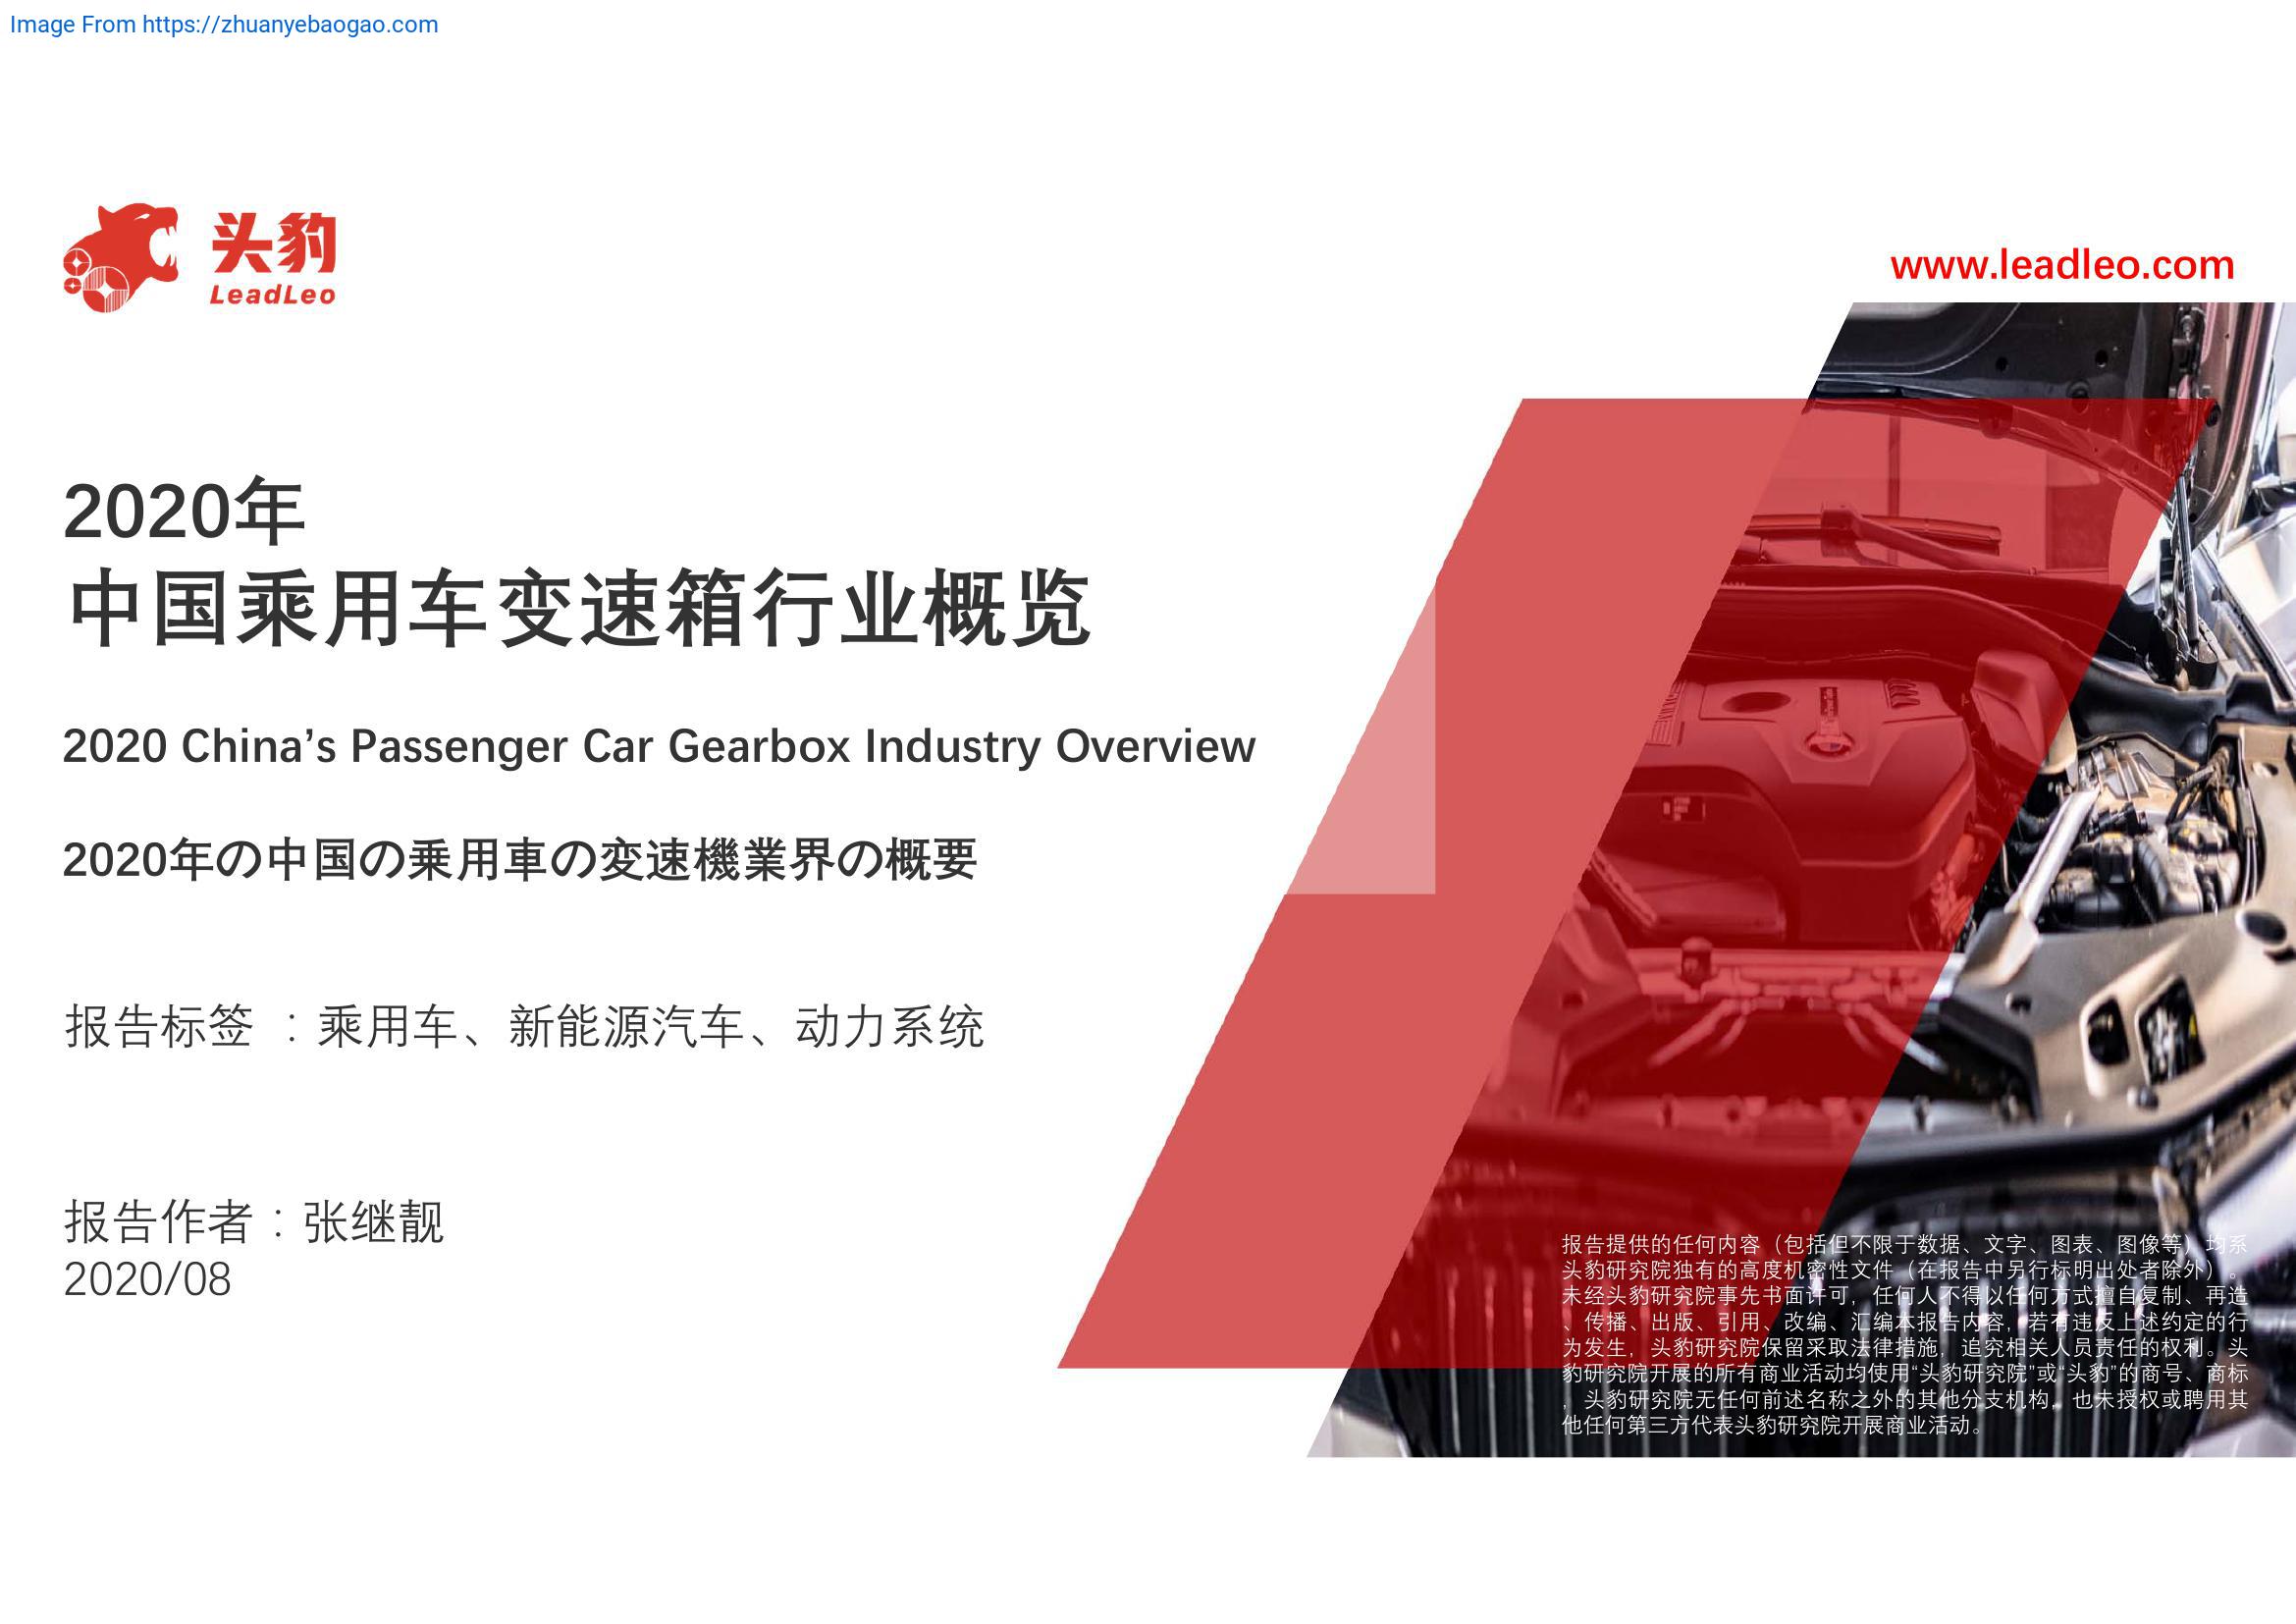 Image From https://zhuanyebaogao.com
头豹
LeadLeo
www.leadleo.com
2020年
中国乘用车变速箱行业概览
2020 China’s Passenger Car Gearbox Industry Overview
2020年の中国の乗用車の変速機業界の概要
报告标签 ：乘用车、新能源汽车、动力系统
报告作者：张继靓
2020/08
报告提供的任何内容（包括但不限于数据、文字、图表、图像等）均系
头豹研究院独有的高度机密性文件（在报告中另行标明出处者除外）。
未经头豹研究院事先书面许可，任何人不得以任何方式擅自复制、再造
、传播、出版、引用、改编、汇编本报告内容，若有违反上述约定的行
为发生，头豹研究院保留采取法律措施，追究相关人员责任的权利。头
豹研究院开展的所有商业活动均使用“头豹研究院”或“头豹”的商号、商标
，头豹研究院无任何前述名称之外的其他分支机构，也未授权或聘用其
他任何第三方代表头豹研究院开展商业活动。